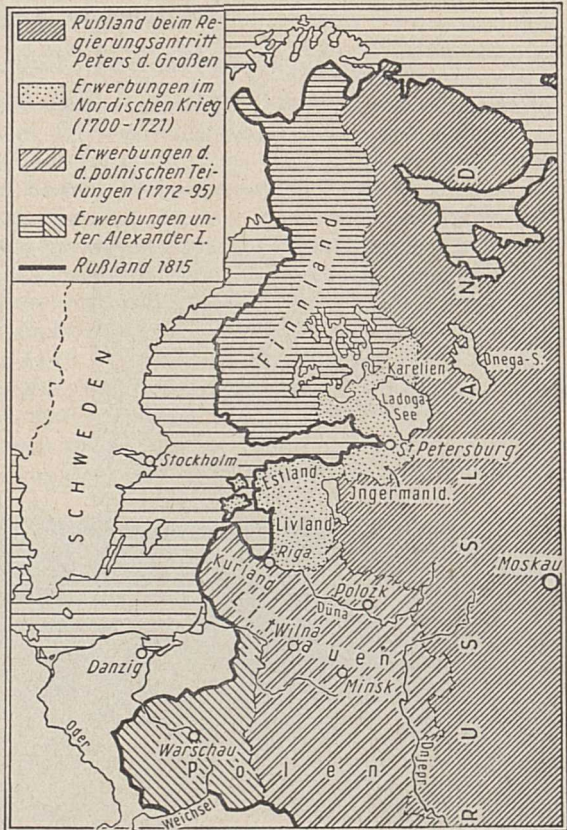 Rußland beim Re-
gierungsantritt
Peters d. Großen
Erwerbungen im
Nordischen Krieg
(1700-1721)
Erwerbungen d.
d. polnischen Tei-
lungen (1772-95)
Erwerbungen un-
ter Alexander I.
Rußland 1815
Finnland
Karelien
Onega-S.
Ladoga
See
SCHWEDEN
Stockholm
St. Petersburg
Estland
Jngermanld.
Livland
Riga
Moskau
Kurland
Polozk
Düna
Litauen
Wilna
Danzig
Minsk
Oder
Warschau
Polen
Dnjepr
Weichsel
RUSSLAND